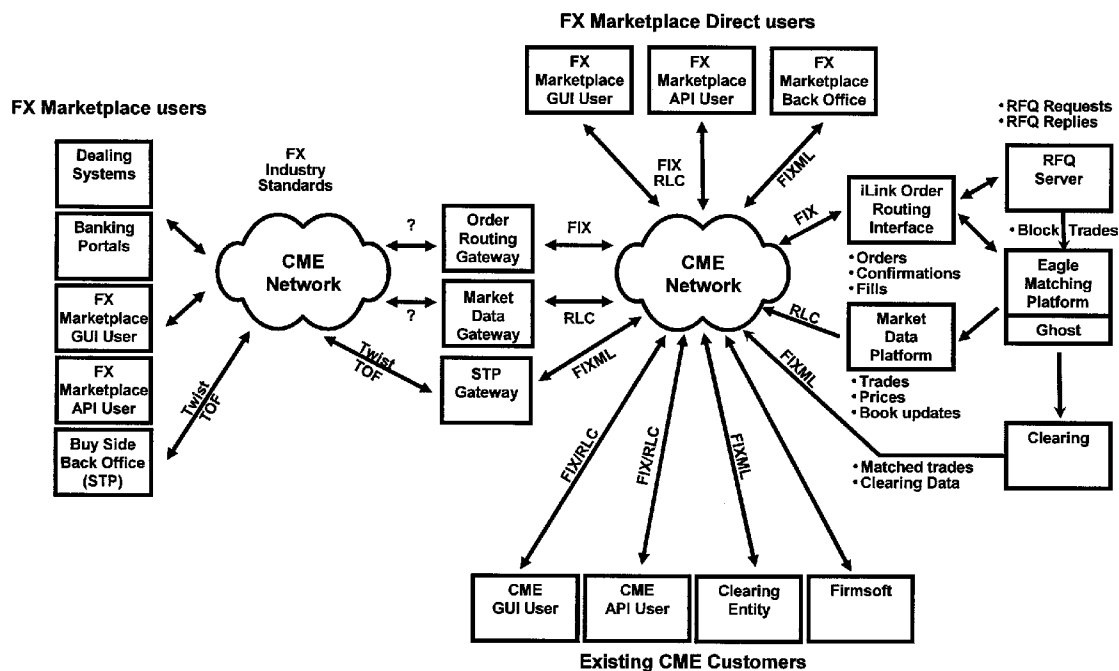 FX Marketplace Direct users
FX
Marketplace
GUI User
FX
Marketplace
API User
FX
Marketplace
Back Office
FX Marketplace users
Dealing
Systems
Banking
Portals
FX
Marketplace
GUI User
FX
Marketplace
API User
Buy Side
Back Office
(STP)
Twist
TOF
FX
Industry
Standards
CME
Network
?
?
Twist
TOF
Order
Routing
Gateway
Market
Data
Gateway
STP
Gateway
FIX
RLC
FIXML
FIX
RLC
FIXML
CME
Network
FIX
RLC
FIXML
iLink Order
Routing
Interface
• Orders
• Confirmations
• Fills
Market
Data
Platform
• Trades
• Prices
• Book updates
• RFQ Requests
• RFQ Replies
RFQ
Server
• Block Trades
Eagle
Matching
Platform
Ghost
Clearing
• Matched trades
• Clearing Data
FIX/RLC
FIX/RLC
FIXML
CME
GUI User
CME
API User
Clearing
Entity
Firmsoft
Existing CME Customers